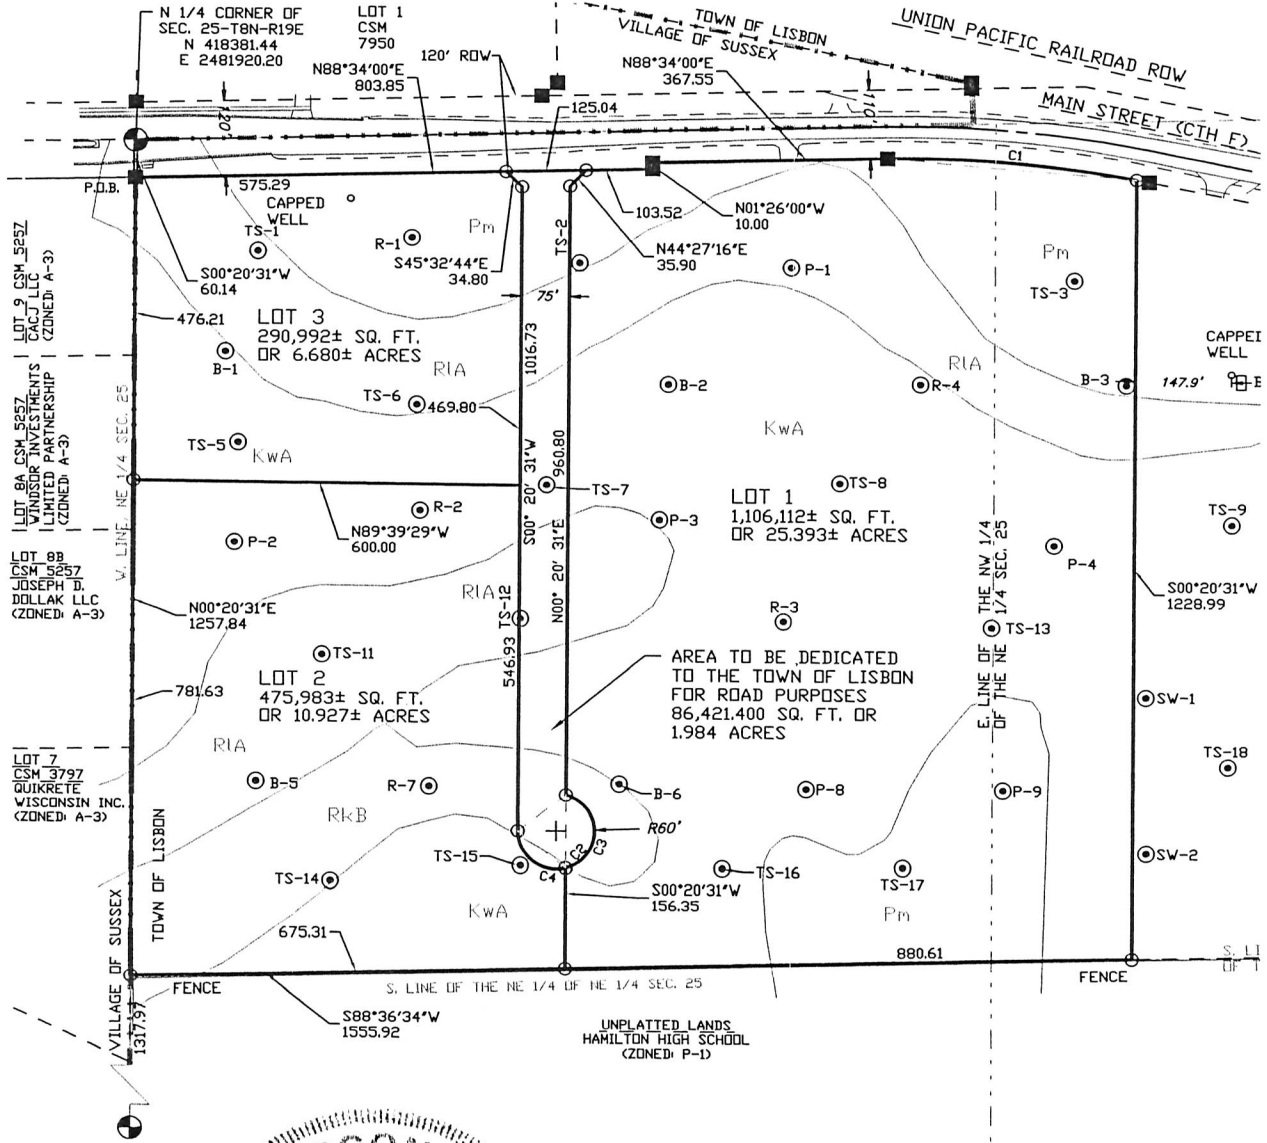 N 1/4 CORNER OF
SEC. 25-T8N-R19E
N 418381.44
E 2481920.20
LOT 1
CSM
7950
120' ROW
N88°34'00"E
803.85
125.04
TOWN OF LISBON
VILLAGE OF SUSSEX
N88°34'00"E
367.55
UNION PACIFIC RAILROAD ROW
MAIN STREET (CTH F)
120'
110'
C1
P.O.B.
575.29
CAPPED
WELL
TS-1
R-1
Pm
S45°32'44"E
34.80
TS-2
103.52
N01°26'00"W
10.00
N44°27'16"E
35.90
P-1
Pm
TS-3
S00°20'31"W
60.14
476.21
75'
LOT 9 CSM 5257
CACJ LLC
(ZONED: A-3)
LOT 3
290,992± SQ. FT.
OR 6.680± ACRES
B-1
RlA
1016.73
TS-6
469.80
B-2
R-4
RlA
B-3
147.9'
CAPPED
WELL
LOT 8A CSM 5257
WINDSOR INVESTMENTS
LIMITED PARTNERSHIP
(ZONED: A-3)
W. LINE NE 1/4 SEC. 25
TS-5
KwA
S00° 20' 31"W
960.80
N00° 20' 31"E
KwA
TS-7
TS-8
LOT 1
1,106,112± SQ. FT.
OR 25.393± ACRES
TS-9
R-2
P-3
P-2
N89°39'29"W
600.00
P-4
E. LINE OF THE NW 1/4
OF THE NE 1/4 SEC. 25
LOT 8B
CSM 5257
JOSEPH D.
DOLLAK LLC
(ZONED: A-3)
N00°20'31"E
1257.84
RlA
TS-12
R-3
TS-13
S00°20'31"W
1228.99
TS-11
546.93
AREA TO BE DEDICATED
TO THE TOWN OF LISBON
FOR ROAD PURPOSES
86,421.400 SQ. FT. OR
1.984 ACRES
LOT 2
475,983± SQ. FT.
OR 10.927± ACRES
781.63
SW-1
RlA
TS-18
LOT 7
CSM 3797
QUIKRETE
WISCONSIN INC.
(ZONED: A-3)
B-5
R-7
B-6
P-8
P-9
RkB
R60'
C2
C3
C4
TS-15
TS-14
TS-16
TS-17
SW-2
S00°20'31"W
156.35
KwA
Pm
VILLAGE OF SUSSEX
TOWN OF LISBON
675.31
880.61
FENCE
FENCE
S. LINE OF THE NE 1/4 OF NE 1/4 SEC. 25
S. LI
OF T
S88°36'34"W
1555.92
1317.97
UNPLATTED LANDS
HAMILTON HIGH SCHOOL
(ZONED: P-1)